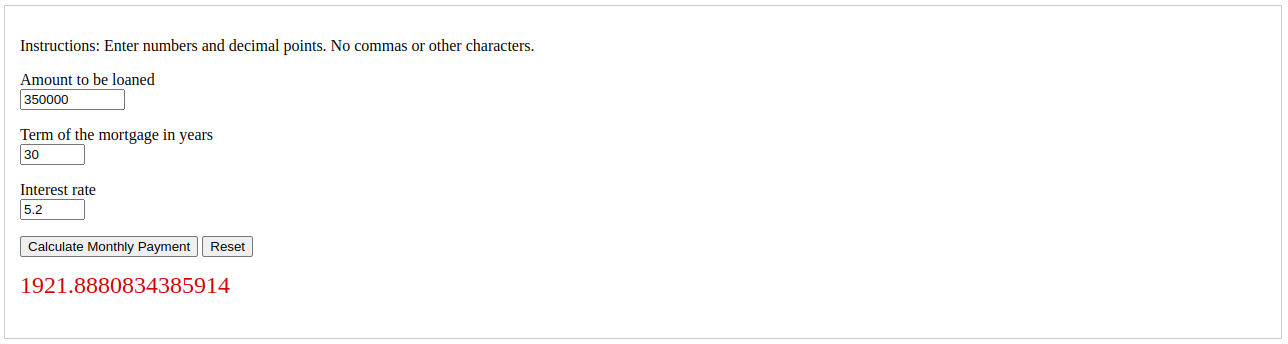 Instructions: Enter numbers and decimal points. No commas or other characters.
Amount to be loaned
350000
Term of the mortgage in years
30
Interest rate
5.2
Calculate Monthly Payment Reset
1921.8880834385914